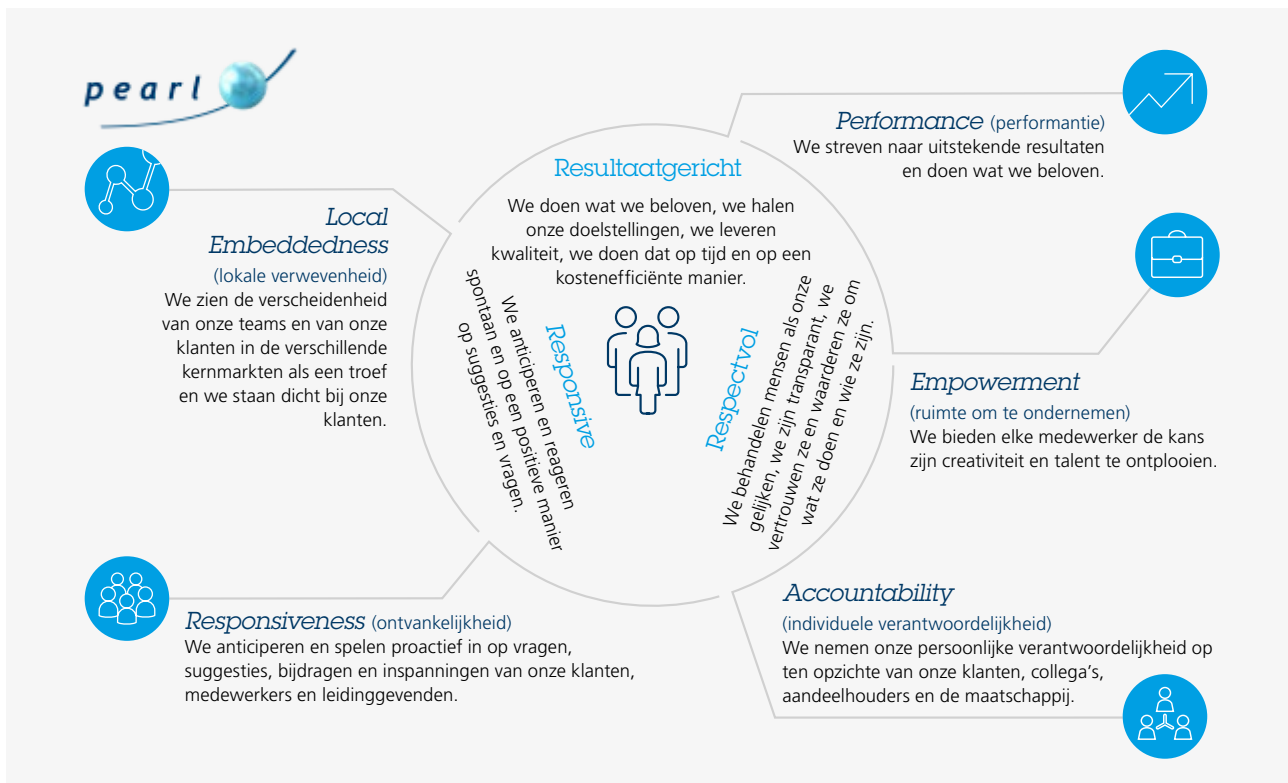 pearl
Performance (performantie)
We streven naar uitstekende resultaten
en doen wat we beloven.
Resultaatgericht
We doen wat we beloven, we halen
onze doelstellingen, we leveren
kwaliteit, we doen dat op tijd en op een
kostenefficiënte manier.
Local
Embeddedness
(lokale verwevenheid)
We zien de verscheidenheid
van onze teams en van onze
klanten in de verschillende
kernmarkten als een troef
en we staan dicht bij onze
klanten.
Responsive
We anticiperen en reageren
spontaan en op een positieve manier
op suggesties en vragen.
Respectvol
We behandelen mensen als onze
gelijken, we zijn transparant, we
vertrouwen ze en waarderen ze om
wat ze doen en wie ze zijn.
Empowerment
(ruimte om te ondernemen)
We bieden elke medewerker de kans
zijn creativiteit en talent te ontplooien.
Responsiveness (ontvankelijkheid)
We anticiperen en spelen proactief in op vragen,
suggesties, bijdragen en inspanningen van onze klanten,
medewerkers en leidinggevenden.
Accountability
(individuele verantwoordelijkheid)
We nemen onze persoonlijke verantwoordelijkheid op
ten opzichte van onze klanten, collega's,
aandeelhouders en de maatschappij.